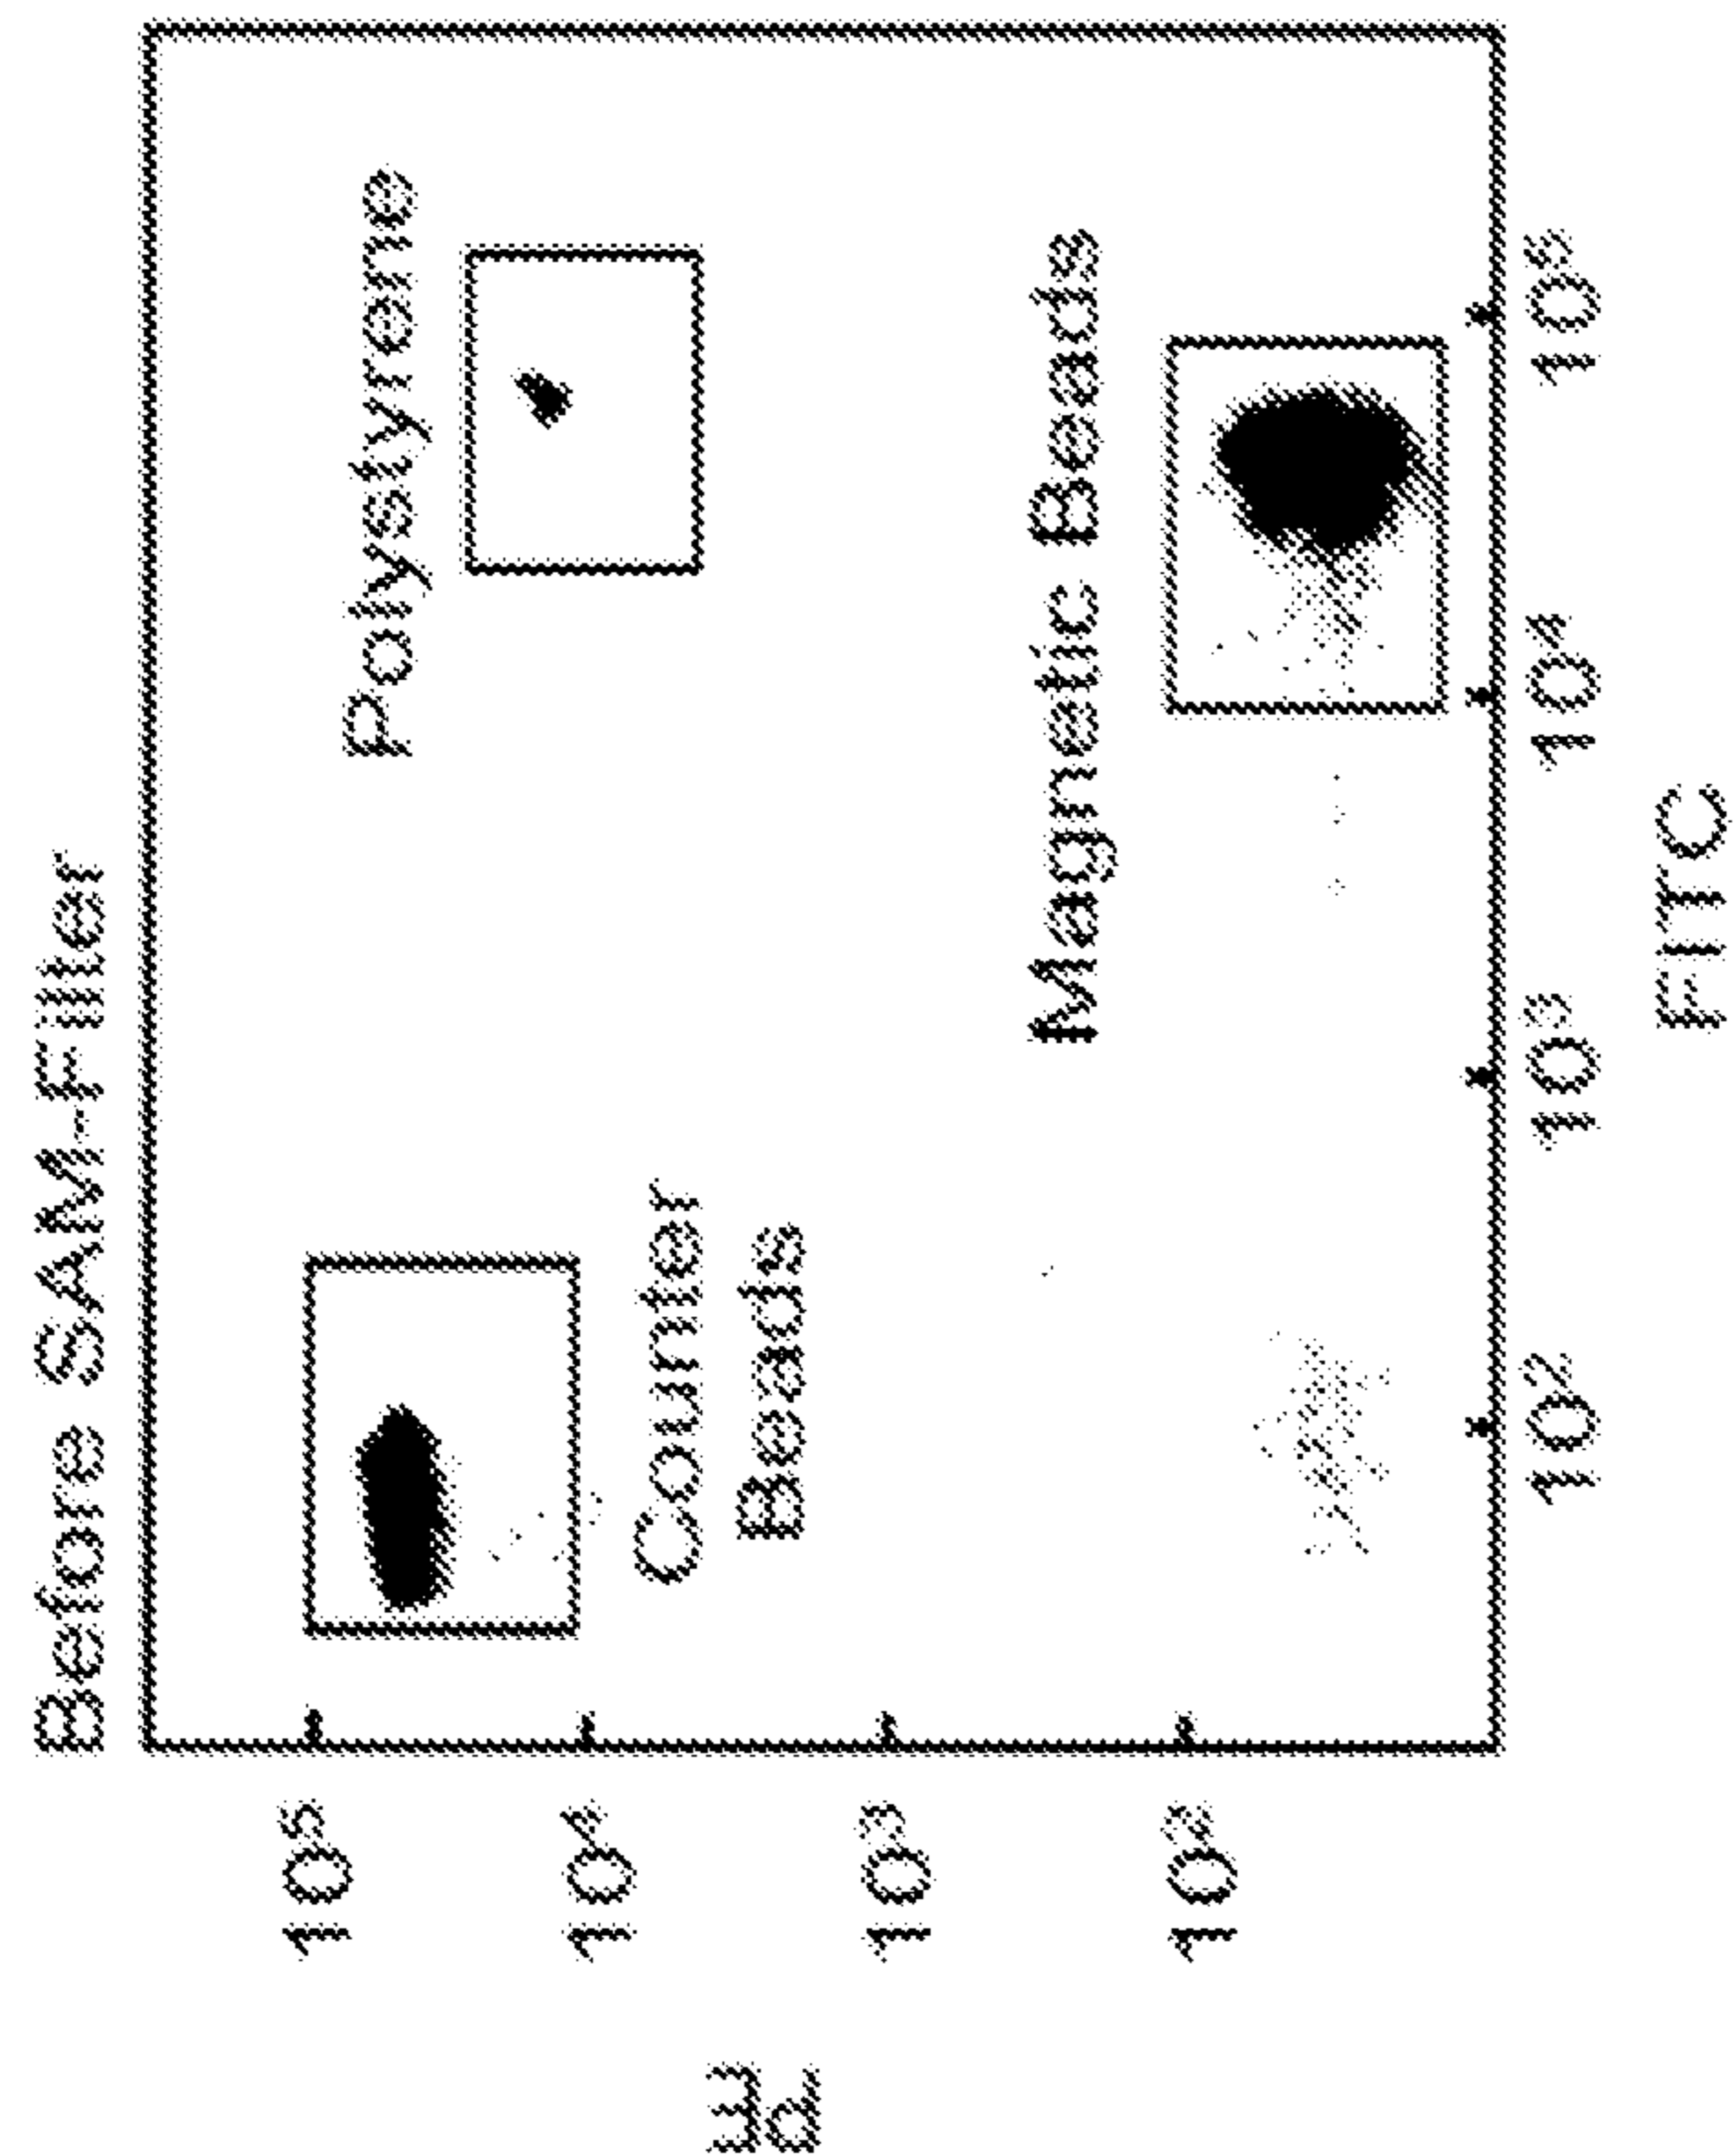 Before SAM-Filter
Polystyrene
10⁵
10⁴
Counter
Beads
10³
PE
Magnetic Beads
10²
10² 10³ 10⁴ 10⁵
FITC